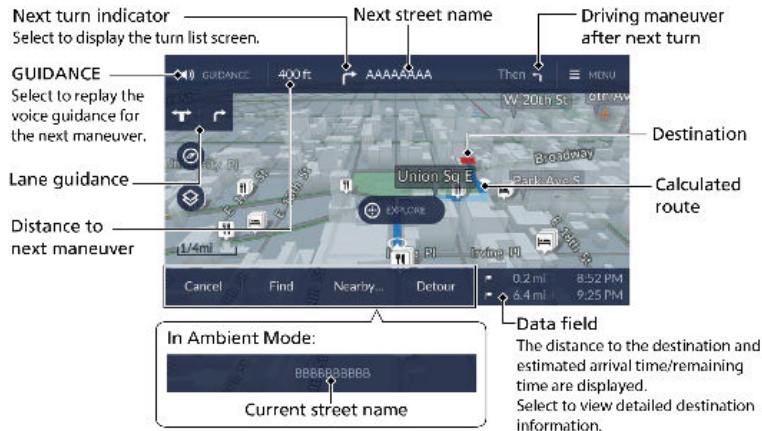 Next turn indicator
Select to display the turn list screen.
Next street name
Driving maneuver
after next turn
GUIDANCE
Select to replay the
voice guidance for
the next maneuver.
GUIDANCE
400 ft
AAAAAAAA
Then
MENU
W 20th St
Broadway
Park Ave S
Union Sq E
EXPLORE
E 18th St
Irving Pl
1/4mi
Lane guidance
Distance to
next maneuver
Destination
Calculated
route
Cancel
Find
Nearby...
Detour
0.2 mi 8:52 PM
6.4 mi 9:25 PM
In Ambient Mode:
BBBBBBBBBB
Current street name
Data field
The distance to the destination and
estimated arrival time/remaining
time are displayed.
Select to view detailed destination
information.